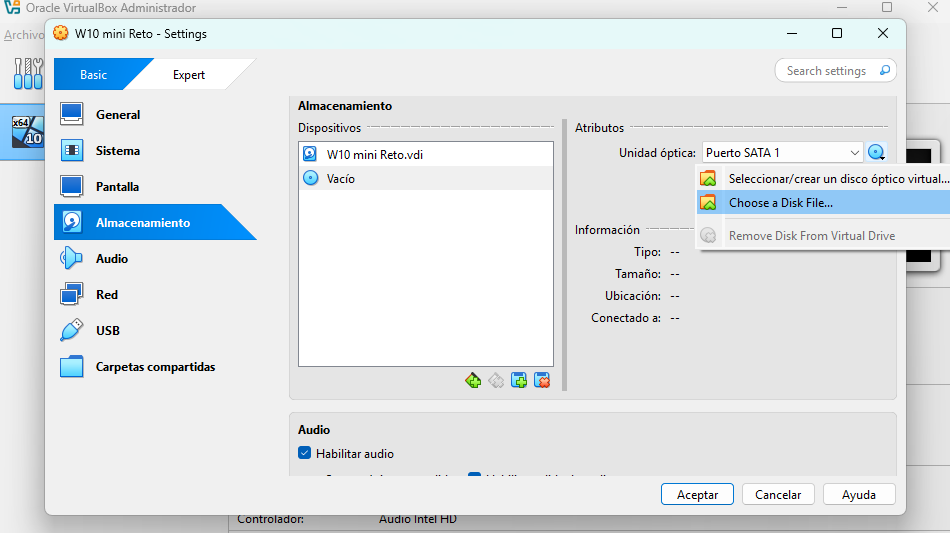 Oracle VirtualBox Administrador
Archivo
W10 mini Reto - Settings
Basic
Expert
Search settings
x64
10
General
Sistema
Pantalla
Almacenamiento
Audio
Red
USB
Carpetas compartidas
Almacenamiento
Dispositivos
W10 mini Reto.vdi
Vacío
Atributos
Unidad óptica: Puerto SATA 1
Seleccionar/crear un disco óptico virtual...
Choose a Disk File...
Remove Disk From Virtual Drive
Información
Tipo: --
Tamaño: --
Ubicación: --
Conectado a: --
Audio
Habilitar audio
Aceptar
Cancelar
Ayuda
Controlador: Audio Intel HD